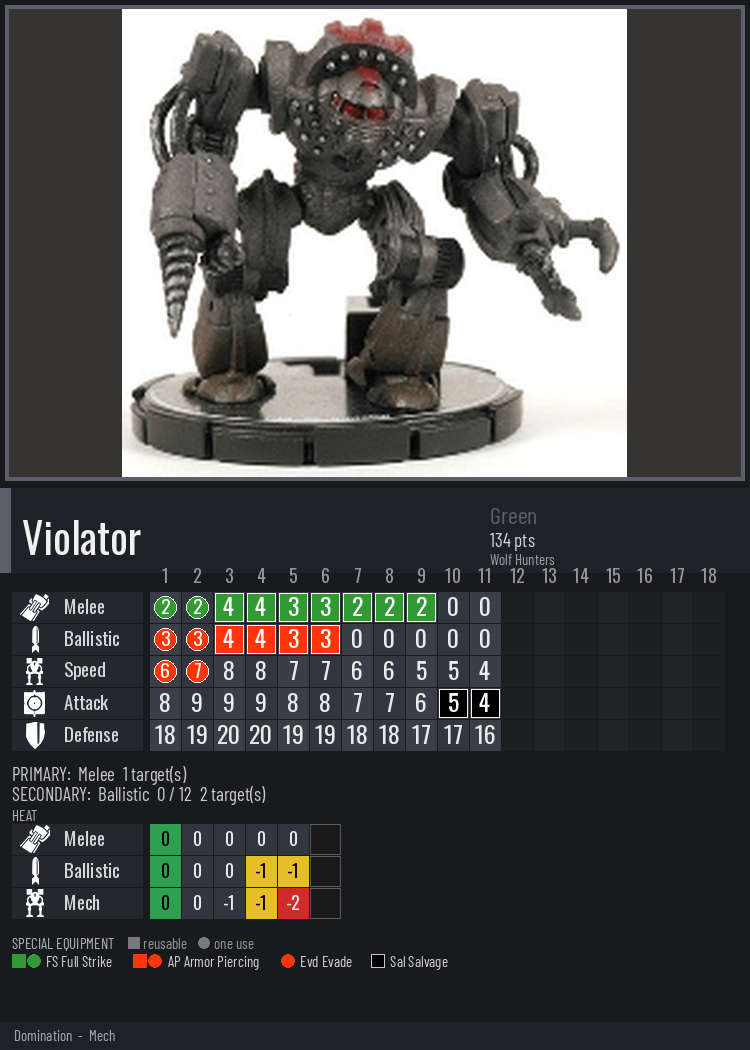 Violator
Green
134 pts
Wolf Hunters
1 2 3 4 5 6 7 8 9 10 11 12 13 14 15 16 17 18
Melee 2 2 4 4 3 3 2 2 2 0 0
Ballistic 3 3 4 4 3 3 0 0 0 0 0
Speed 6 7 8 8 7 7 6 6 5 5 4
Attack 8 9 9 9 8 8 7 7 6 5 4
Defense 18 19 20 20 19 19 18 18 17 17 16
PRIMARY: Melee 1 target(s)
SECONDARY: Ballistic 0 / 12 2 target(s)
HEAT
Melee 0 0 0 0 0
Ballistic 0 0 0 -1 -1
Mech 0 0 -1 -1 -2
SPECIAL EQUIPMENT reusable one use
FS Full Strike AP Armor Piercing Evd Evade Sal Salvage
Domination - Mech